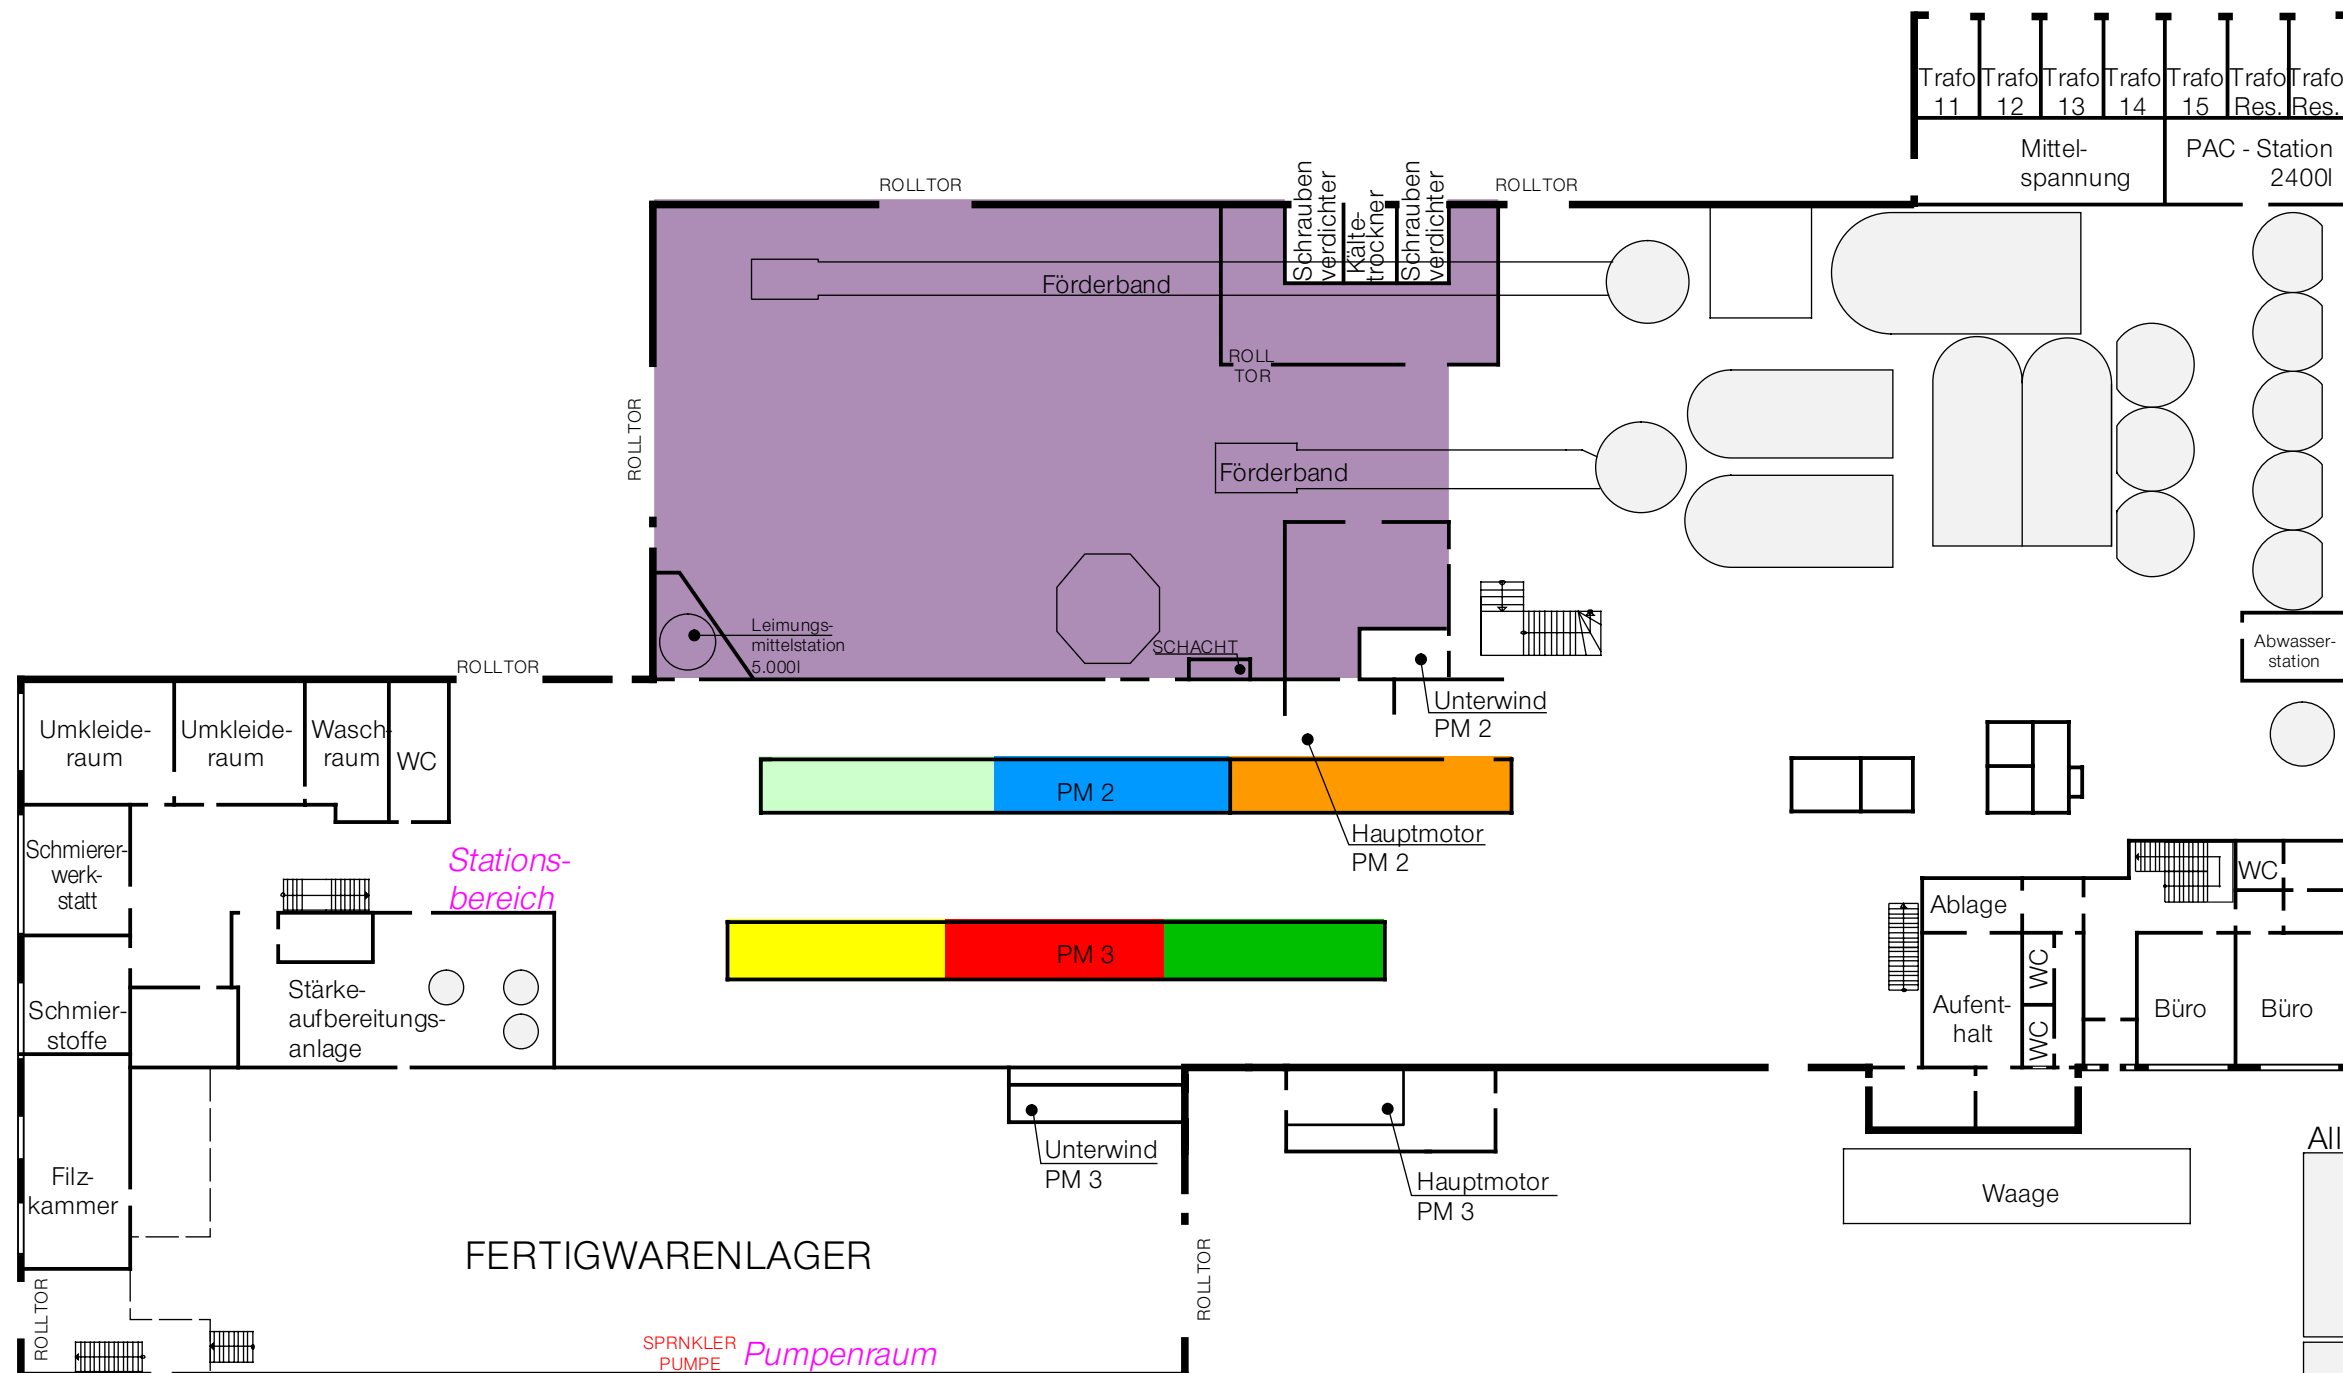 Trafo
11
Trafo
12
Trafo
13
Trafo
14
Trafo
15
Trafo
Res.
Trafo
Res.
Mittel-
spannung
PAC - Station
2400l
ROLLTOR
Schrauben
verdichter
Kälte-
trockner
Schrauben
verdichter
ROLLTOR
Förderband
ROLL
TOR
ROLLTOR
Förderband
Leimungs-
mittelstation
5.000l
SCHACHT
Abwasser-
station
ROLLTOR
Unterwind
PM 2
Umkleide-
raum
Umkleide-
raum
Wasch-
raum
WC
PM 2
Hauptmotor
PM 2
Schmierer-
werk-
statt
Stations-
bereich
WC
Ablage
PM 3
Stärke-
aufbereitungs-
anlage
Schmier-
stoffe
Aufent-
halt
WC
WC
Büro
Büro
Unterwind
PM 3
All
Hauptmotor
PM 3
Waage
Filz-
kammer
FERTIGWARENLAGER
ROLLTOR
ROLLTOR
SPRNKLER
PUMPE
Pumpenraum